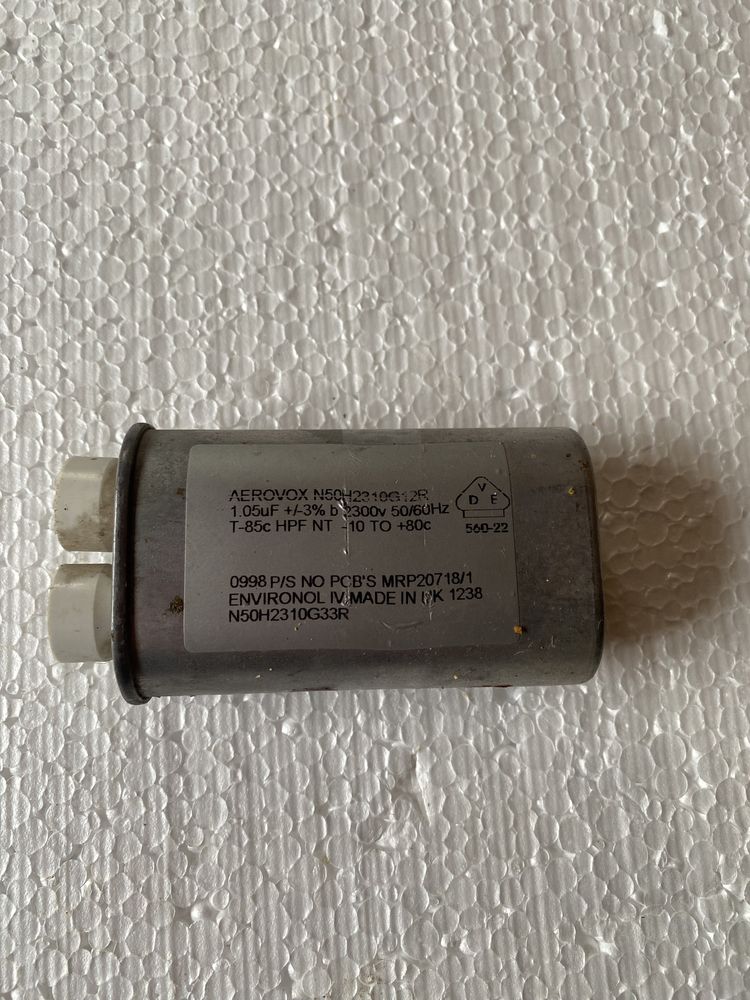 AEROVOX N50H2310G12R
1.05uF +/-3% b 2300v 50/60Hz
T-85c HPF NT -10 TO +80c
V
D E
560-22
0998 P/S NO PCB'S MRP20718/1
ENVIRONOL IV MADE IN UK 1238
N50H2310G33R